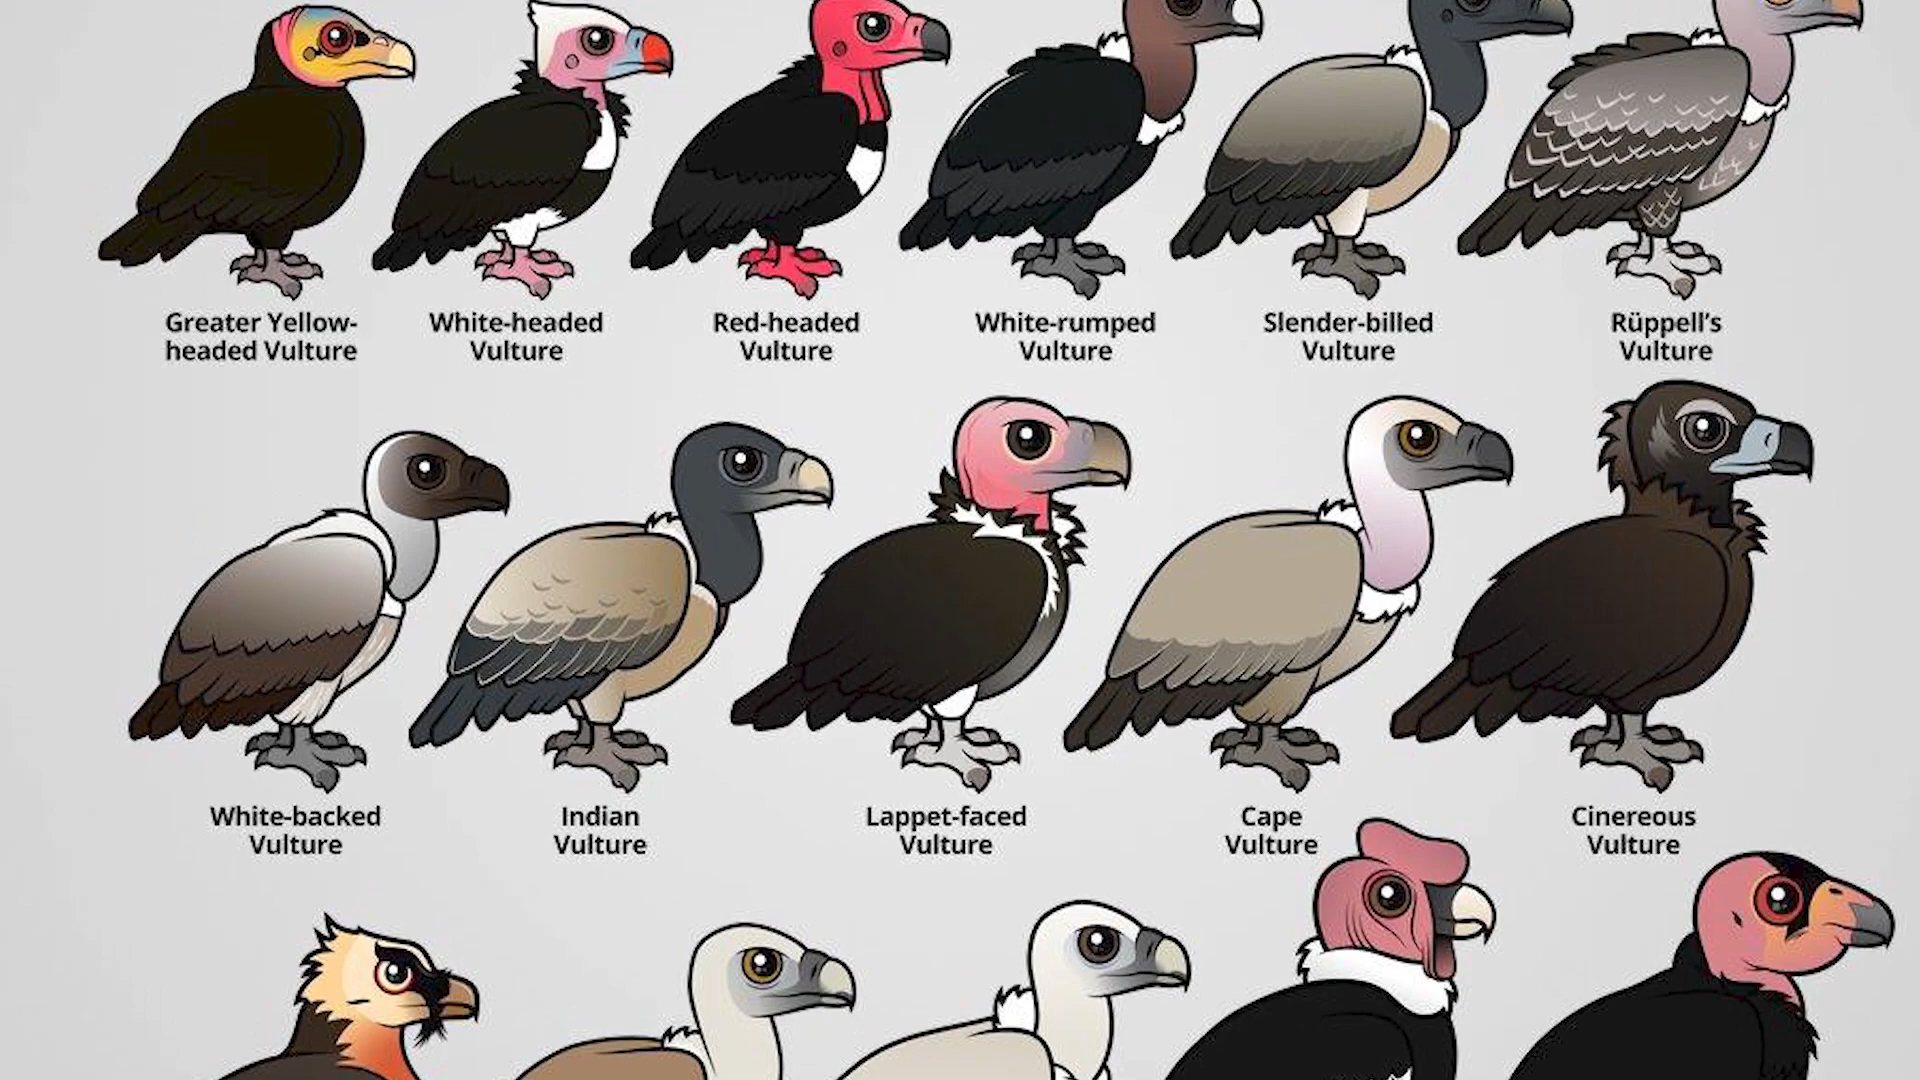 Greater Yellow-
headed Vulture
White-headed
Vulture
Red-headed
Vulture
White-rumped
Vulture
Slender-billed
Vulture
Rüppell’s
Vulture
White-backed
Vulture
Indian
Vulture
Lappet-faced
Vulture
Cape
Vulture
Cinereous
Vulture